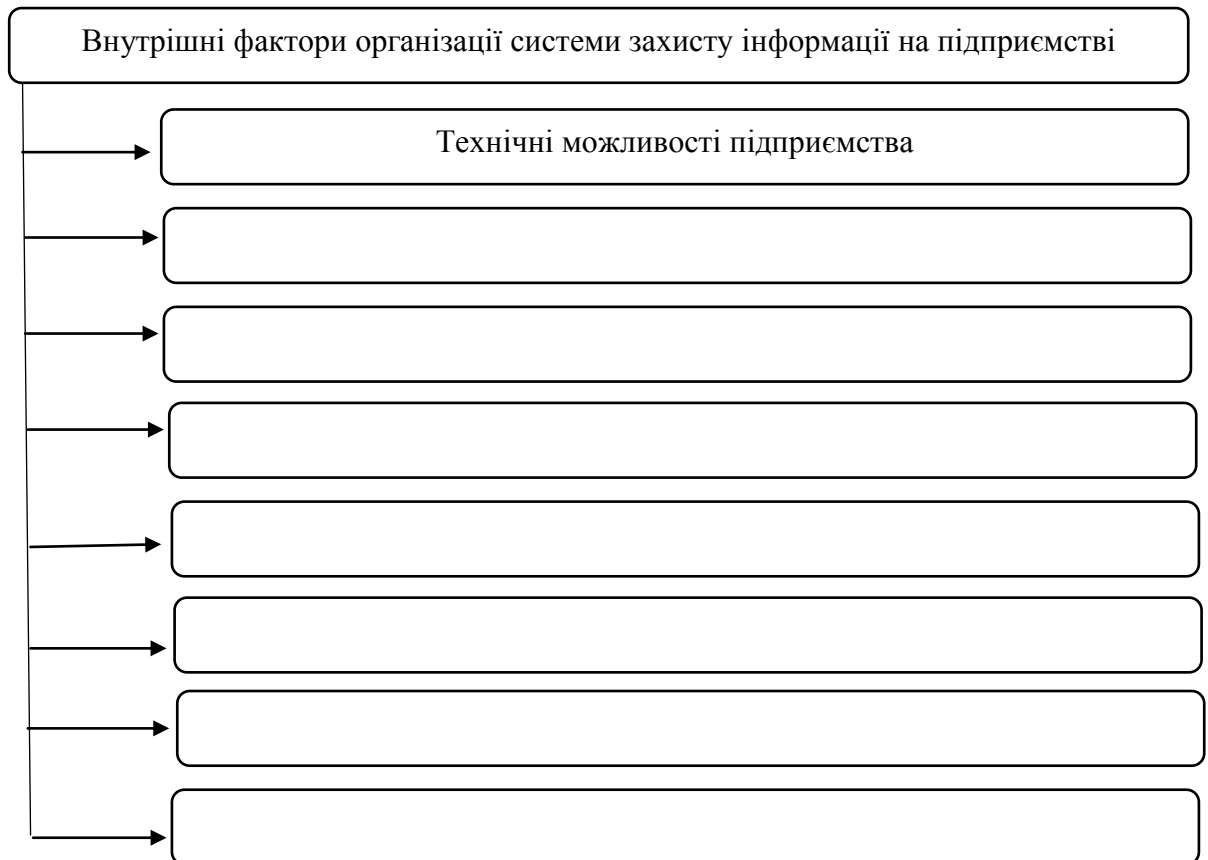 Внутрішні фактори організації системи захисту інформації на підприємстві
Технічні можливості підприємства